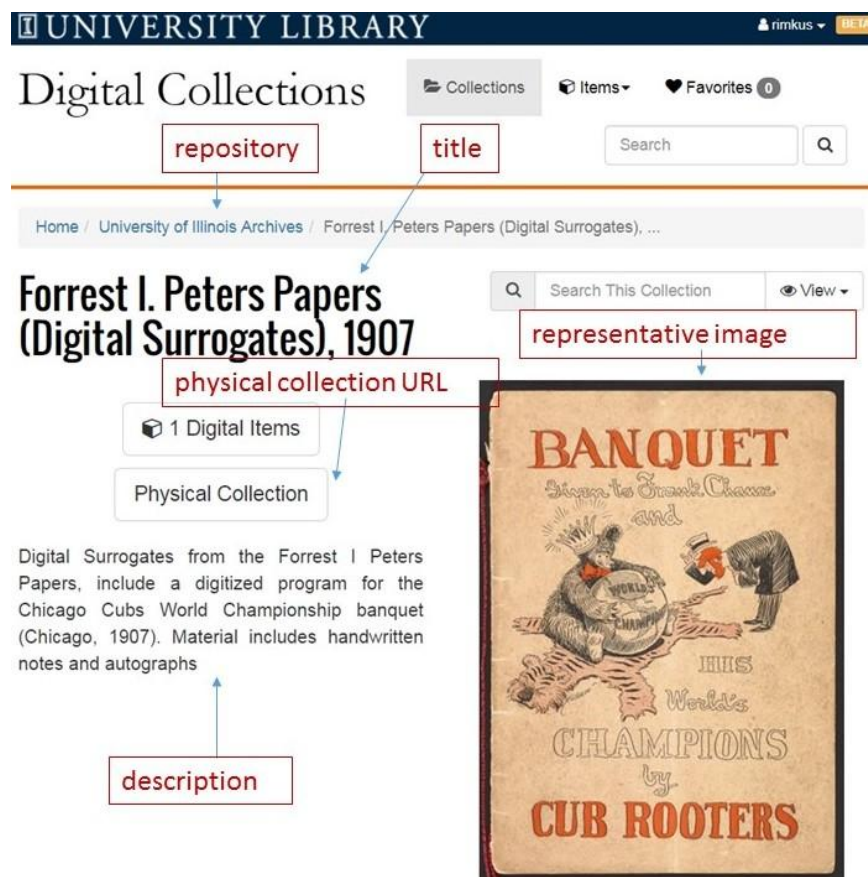 I UNIVERSITY LIBRARY
rimkus
BETA
Digital Collections
Collections
Items
Favorites 0
repository
title
Search
Home / University of Illinois Archives / Forrest I. Peters Papers (Digital Surrogates), ...
Forrest I. Peters Papers
(Digital Surrogates), 1907
Search This Collection
View
representative image
physical collection URL
1 Digital Items
Physical Collection
Digital Surrogates from the Forrest I Peters
Papers, include a digitized program for the
Chicago Cubs World Championship banquet
(Chicago, 1907). Material includes handwritten
notes and autographs
description
BANQUET
Given to Frank Chance
and
WORLD'S
CHAMPIONS
HIS
World's
CHAMPIONS
by
CUB ROOTERS